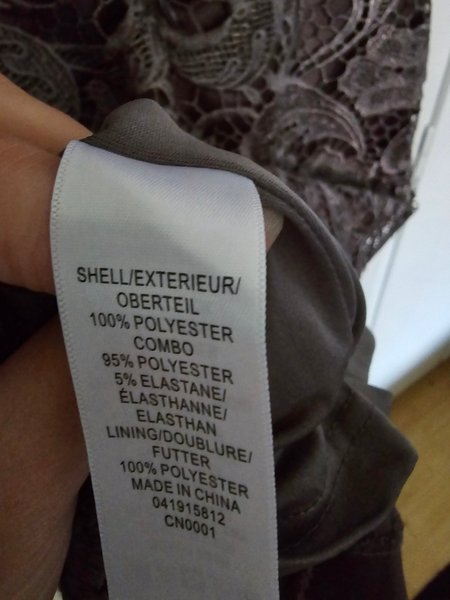 SHELL/EXTERIEUR/
OBERTEIL
100% POLYESTER
COMBO
95% POLYESTER
5% ELASTANE/
ÉLASTHANNE/
ELASTHAN
LINING/DOUBLURE/
FUTTER
100% POLYESTER
MADE IN CHINA
041915812
CN0001